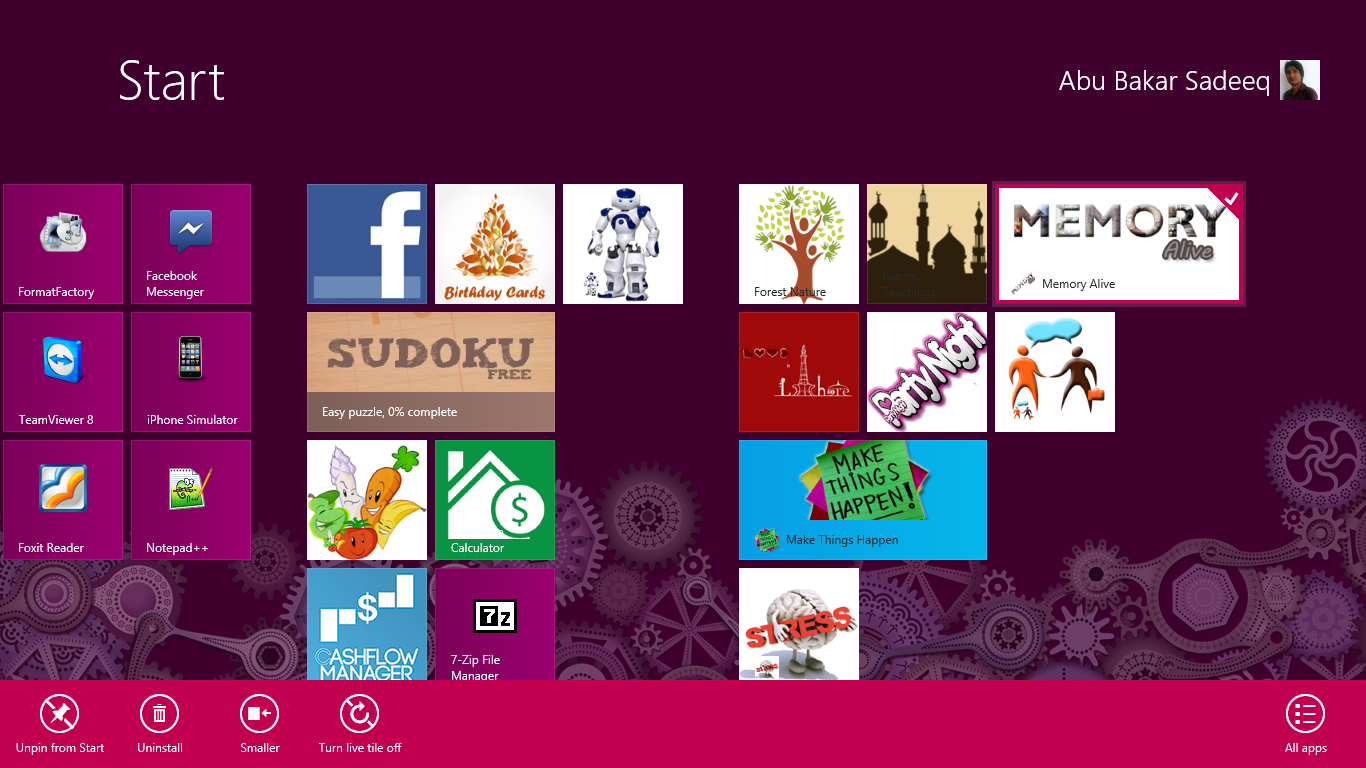 Start
Abu Bakar Sadeeq
FormatFactory
Facebook
Messenger
TeamViewer 8
iPhone Simulator
Foxit Reader
Notepad++
f
Birthday Cards
SUDOKU
FREE
Easy puzzle, 0% complete
$
Calculator
$
CASHFLOW
MANAGER
7z
7-Zip File
Manager
Forest Nature
Islamic
Teachings
MEMORY
Alive
Memory Alive
LOVE
Lahore
Party Night
MAKE
THINGS
HAPPEN!
Make Things Happen
STRESS
Unpin from Start
Uninstall
Smaller
Turn live tile off
All apps